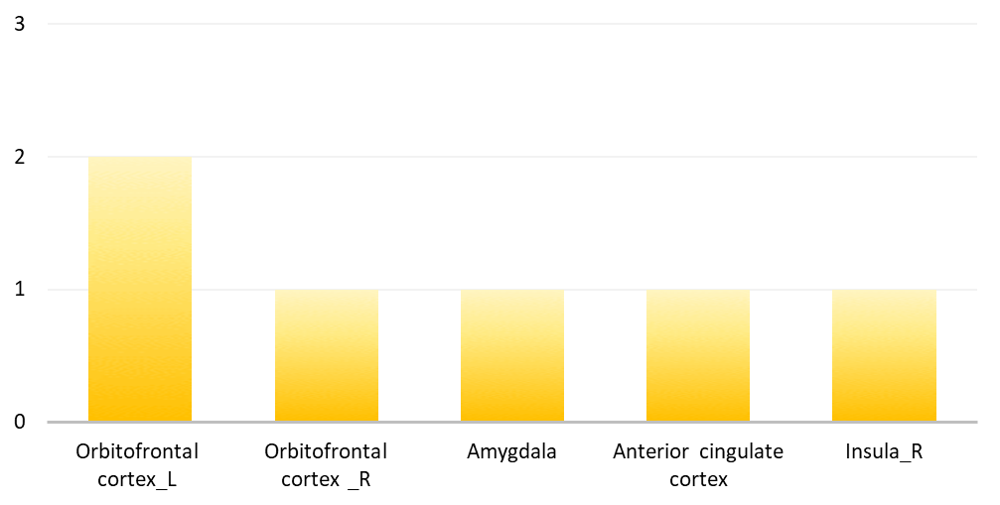 3
2
1
0
Orbitofrontal
cortex_L
Orbitofrontal
cortex _R
Amygdala
Anterior cingulate
cortex
Insula_R